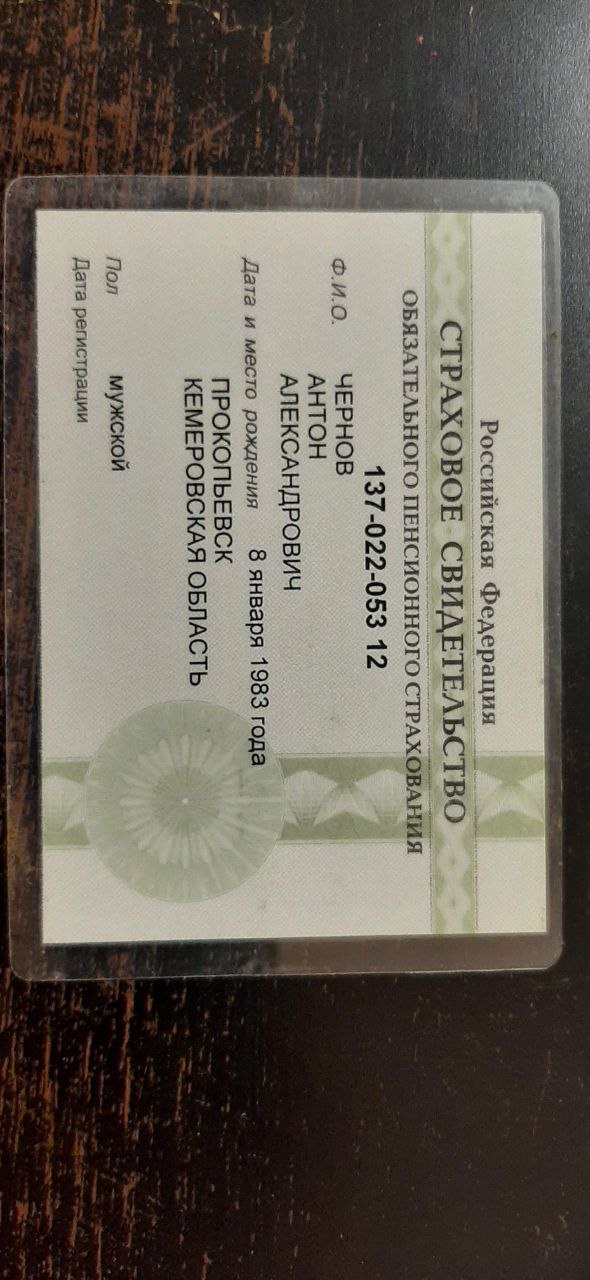 Российская Федерация
СТРАХОВОЕ СВИДЕТЕЛЬСТВО
ОБЯЗАТЕЛЬНОГО ПЕНСИОННОГО СТРАХОВАНИЯ
137-022-053 12
Ф.И.О. ЧЕРНОВ
АНТОН
АЛЕКСАНДРОВИЧ
Дата и место рождения 8 января 1983 года
ПРОКОПЬЕВСК
КЕМЕРОВСКАЯ ОБЛАСТЬ
Пол мужской
Дата регистрации